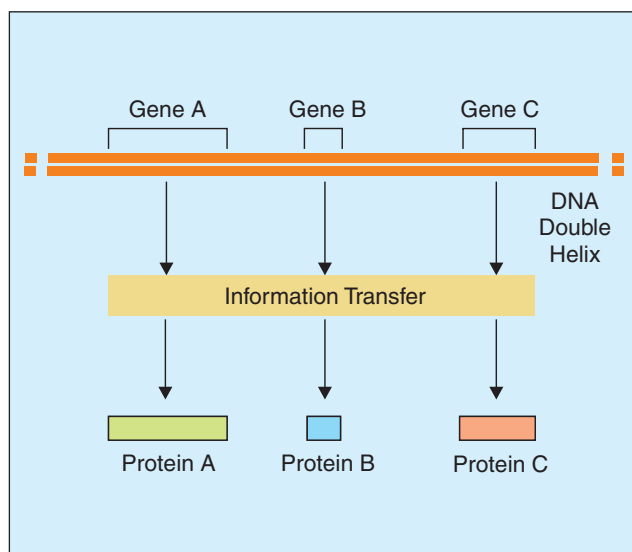 Gene A Gene B Gene C
DNA
Double
Helix
Information Transfer
Protein A Protein B Protein C